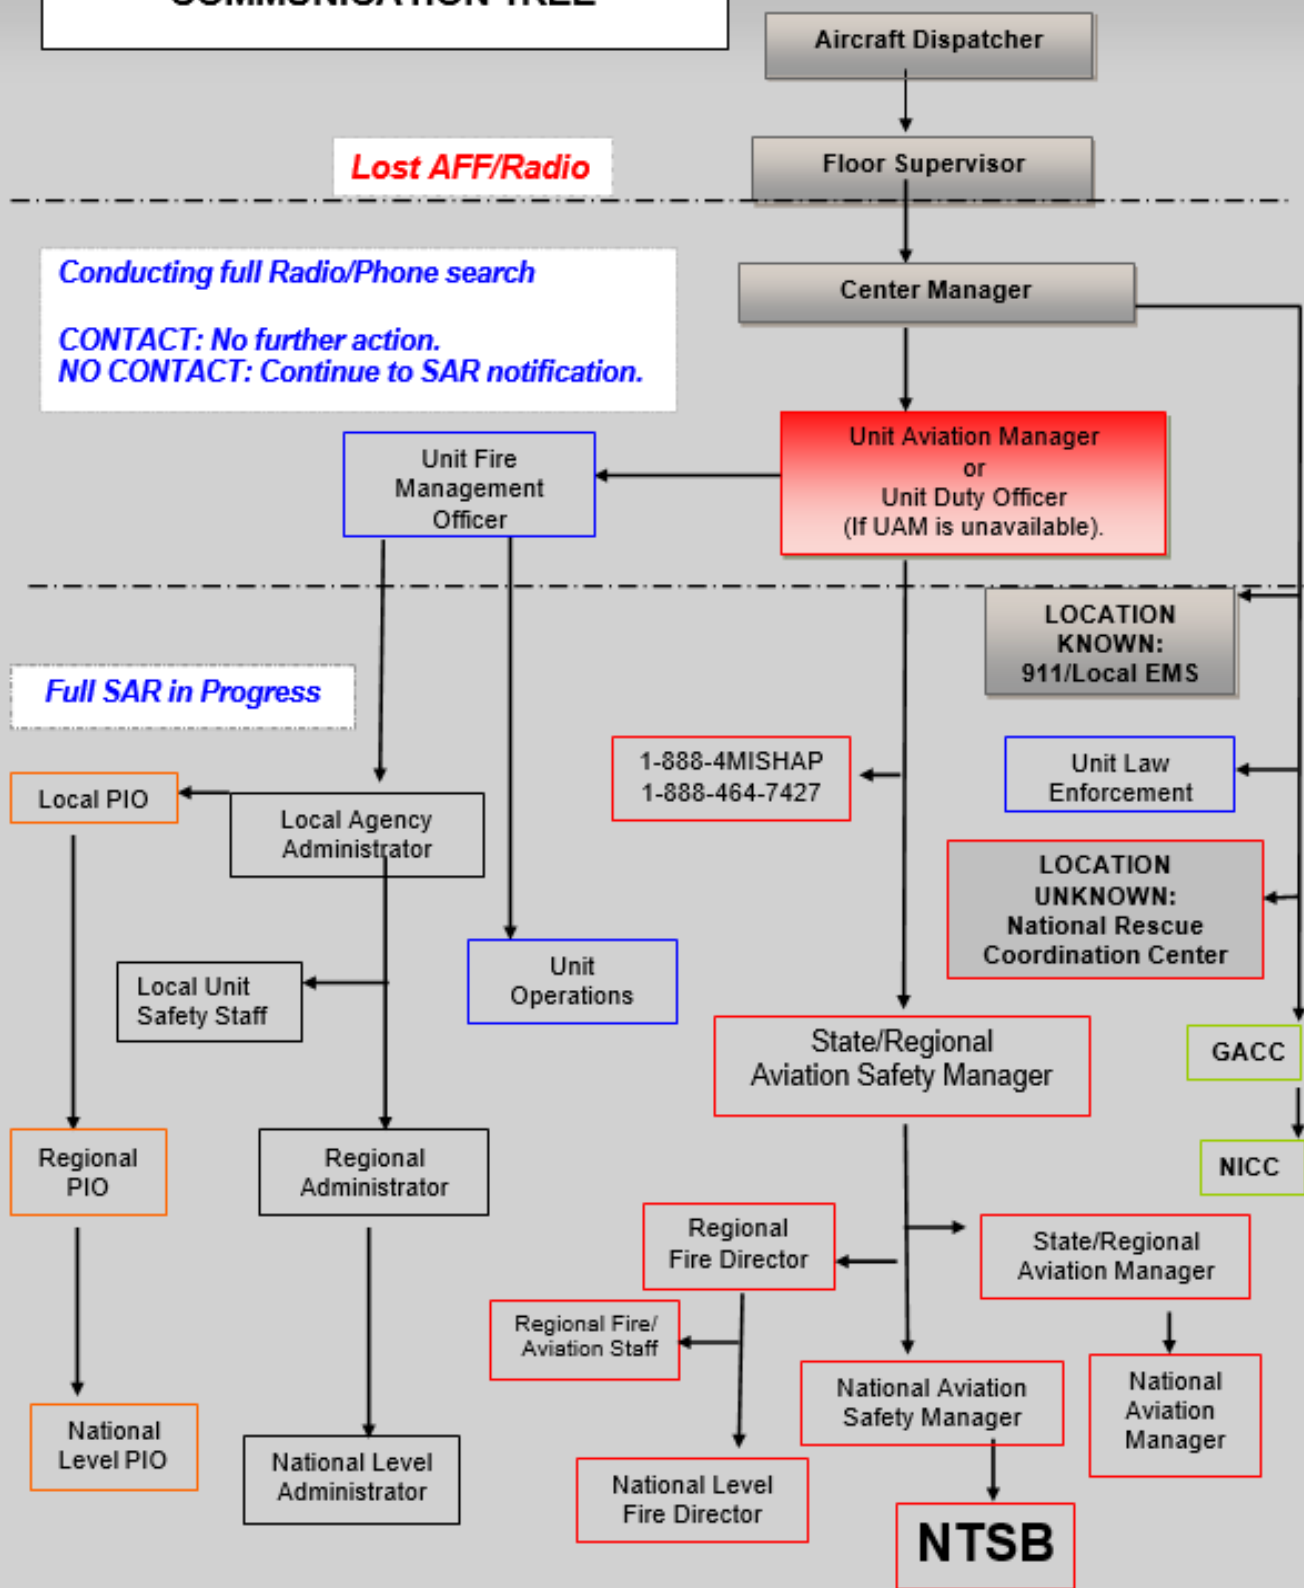 COMMUNICATION TREE
Aircraft Dispatcher
Lost AFF/Radio
Floor Supervisor
Conducting full Radio/Phone search
CONTACT: No further action.
NO CONTACT: Continue to SAR notification.
Center Manager
Unit Fire
Management
Officer
Unit Aviation Manager
or
Unit Duty Officer
(If UAM is unavailable).
LOCATION
KNOWN:
911/Local EMS
Full SAR in Progress
1-888-4MISHAP
1-888-464-7427
Unit Law
Enforcement
Local PIO
Local Agency
Administrator
LOCATION
UNKNOWN:
National Rescue
Coordination Center
Local Unit
Safety Staff
Unit
Operations
State/Regional
Aviation Safety Manager
GACC
Regional
PIO
Regional
Administrator
NICC
Regional
Fire Director
State/Regional
Aviation Manager
Regional Fire/
Aviation Staff
National Aviation
Safety Manager
National
Aviation
Manager
National
Level PIO
National Level
Administrator
National Level
Fire Director
NTSB